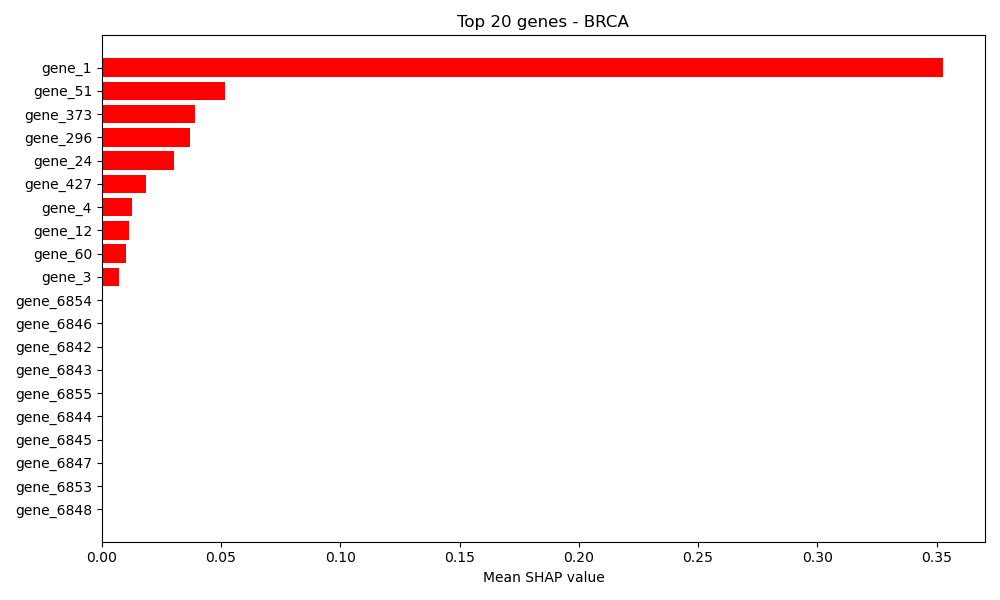 Top 20 genes - BRCA
gene_1
gene_51
gene_373
gene_296
gene_24
gene_427
gene_4
gene_12
gene_60
gene_3
gene_6854
gene_6846
gene_6842
gene_6843
gene_6855
gene_6844
gene_6845
gene_6847
gene_6853
gene_6848
0.00 0.05 0.10 0.15 0.20 0.25 0.30 0.35
Mean SHAP value